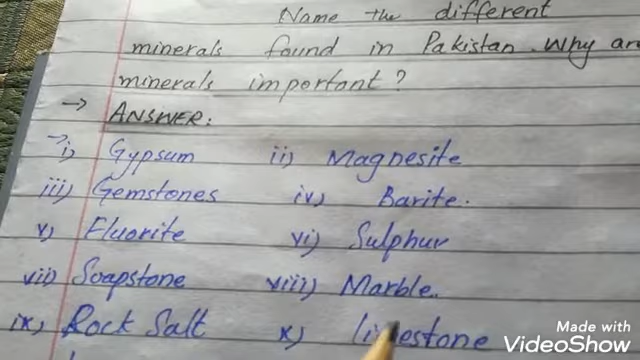 Name the different
minerals found in Pakistan. Why are
minerals important?
→ ANSWER:
→ i) Gypsum ii) Magnesite
iii) Gemstones iv) Barite.
v) Fluorite vi) Sulphur
vii) Soapstone viii) Marble.
ix) Rock Salt x) limestone
Made with
VideoShow